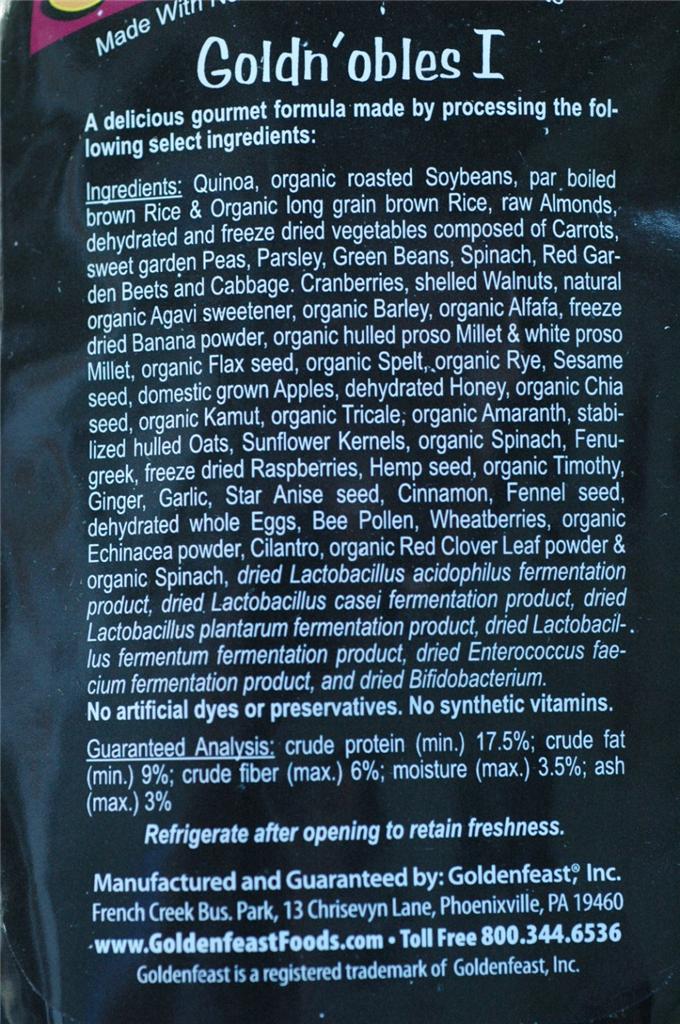 Made With
Goldn'obles I
A delicious gourmet formula made by processing the fol-
lowing select ingredients:
Ingredients: Quinoa, organic roasted Soybeans, par boiled
brown Rice & Organic long grain brown Rice, raw Almonds,
dehydrated and freeze dried vegetables composed of Carrots,
sweet garden Peas, Parsley, Green Beans, Spinach, Red Gar-
den Beets and Cabbage. Cranberries, shelled Walnuts, natural
organic Agavi sweetener, organic Barley, organic Alfafa, freeze
dried Banana powder, organic hulled proso Millet & white proso
Millet, organic Flax seed, organic Spelt, organic Rye, Sesame
seed, domestic grown Apples, dehydrated Honey, organic Chia
seed, organic Kamut, organic Tricale, organic Amaranth, stabi-
lized hulled Oats, Sunflower Kernels, organic Spinach, Fenu-
greek, freeze dried Raspberries, Hemp seed, organic Timothy,
Ginger, Garlic, Star Anise seed, Cinnamon, Fennel seed,
dehydrated whole Eggs, Bee Pollen, Wheatberries, organic
Echinacea powder, Cilantro, organic Red Clover Leaf powder &
organic Spinach, dried Lactobacillus acidophilus fermentation
product, dried Lactobacillus casei fermentation product, dried
Lactobacillus plantarum fermentation product, dried Lactobacil-
lus fermentum fermentation product, dried Enterococcus fae-
cium fermentation product, and dried Bifidobacterium.
No artificial dyes or preservatives. No synthetic vitamins.
Guaranteed Analysis: crude protein (min.) 17.5%; crude fat
(min.) 9%; crude fiber (max.) 6%; moisture (max.) 3.5%; ash
(max.) 3%
Refrigerate after opening to retain freshness.
Manufactured and Guaranteed by: Goldenfeast®, Inc.
French Creek Bus. Park, 13 Chrisevyn Lane, Phoenixville, PA 19460
www.GoldenfeastFoods.com • Toll Free 800.344.6536
Goldenfeast is a registered trademark of Goldenfeast, Inc.